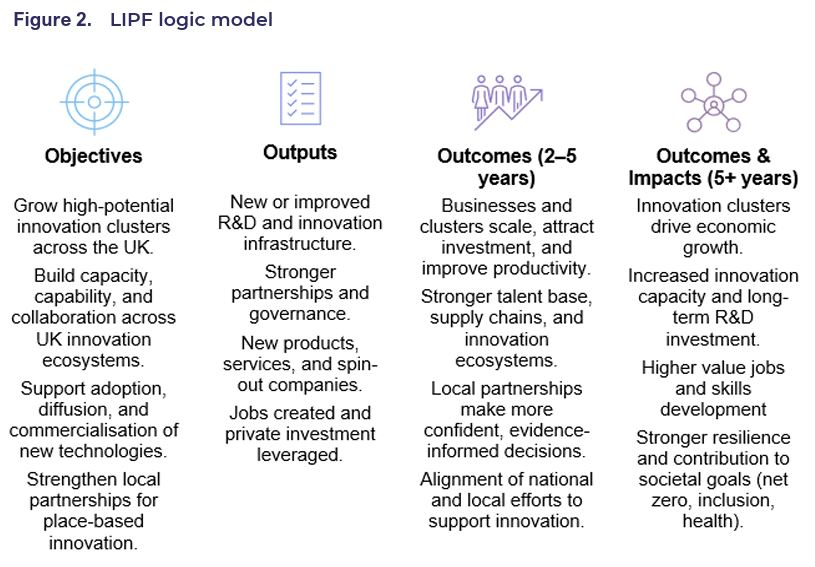 Figure 2. LIPF logic model
Objectives
Grow high-potential
innovation clusters
across the UK.
Build capacity,
capability, and
collaboration across
UK innovation
ecosystems.
Support adoption,
diffusion, and
commercialisation of
new technologies.
Strengthen local
partnerships for
place-based
innovation.
Outputs
New or improved
R&D and innovation
infrastructure.
Stronger
partnerships and
governance.
New products,
services, and spin-
out companies.
Jobs created and
private investment
leveraged.
Outcomes (2–5
years)
Businesses and
clusters scale, attract
investment, and
improve productivity.
Stronger talent base,
supply chains, and
innovation
ecosystems.
Local partnerships
make more
confident, evidence-
informed decisions.
Alignment of national
and local efforts to
support innovation.
Outcomes &
Impacts (5+ years)
Innovation clusters
drive economic
growth.
Increased innovation
capacity and long-
term R&D
investment.
Higher value jobs
and skills
development
Stronger resilience
and contribution to
societal goals (net
zero, inclusion,
health).